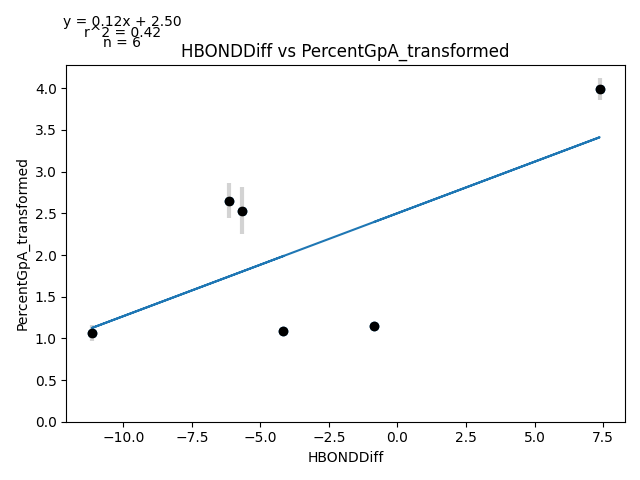 y = 0.12x + 2.50
r^2 = 0.42
n = 6
HBONDDiff vs PercentGpA_transformed
PercentGpA_transformed
4.0
3.5
3.0
2.5
2.0
1.5
1.0
0.5
0.0
−10.0 −7.5 −5.0 −2.5 0.0 2.5 5.0 7.5
HBONDDiff